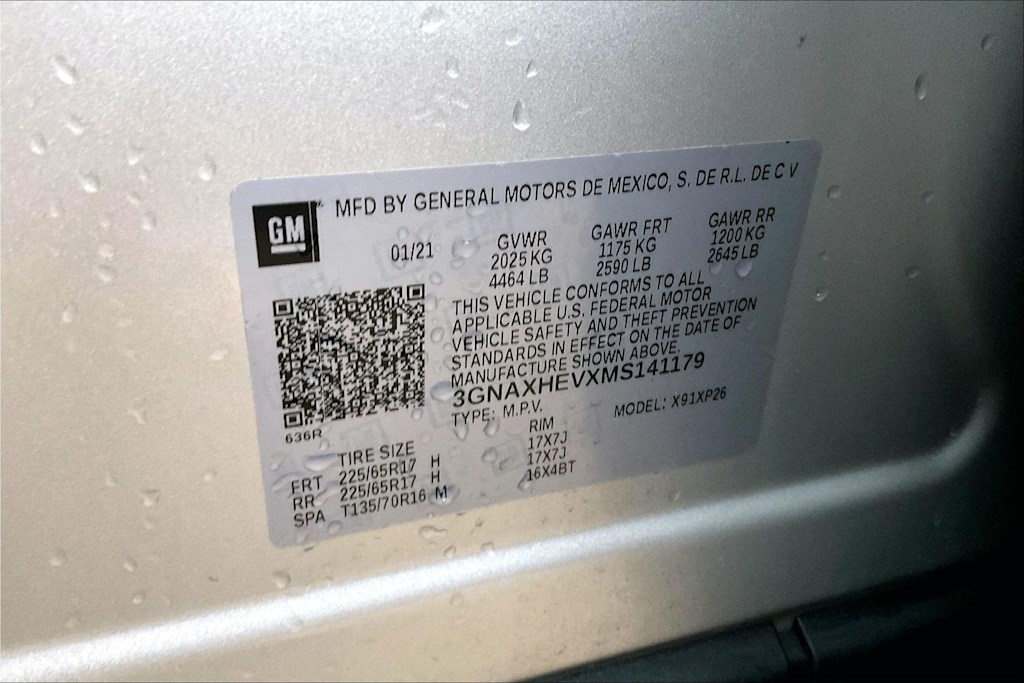 MFD BY GENERAL MOTORS DE MEXICO, S. DE R.L. DE C V
GM
01/21
GVWR
2025 KG
4464 LB
GAWR FRT
1175 KG
2590 LB
GAWR RR
1200 KG
2645 LB
THIS VEHICLE CONFORMS TO ALL
APPLICABLE U.S. FEDERAL MOTOR
VEHICLE SAFETY AND THEFT PREVENTION
STANDARDS IN EFFECT ON THE DATE OF
MANUFACTURE SHOWN ABOVE.
3GNAXHEVXMS141179
TYPE: M.P.V. MODEL: X91XP26
636R
TIRE SIZE RIM
FRT 225/65R17 H 17X7J
RR 225/65R17 H 17X7J
SPA T135/70R16 M 16X4BT